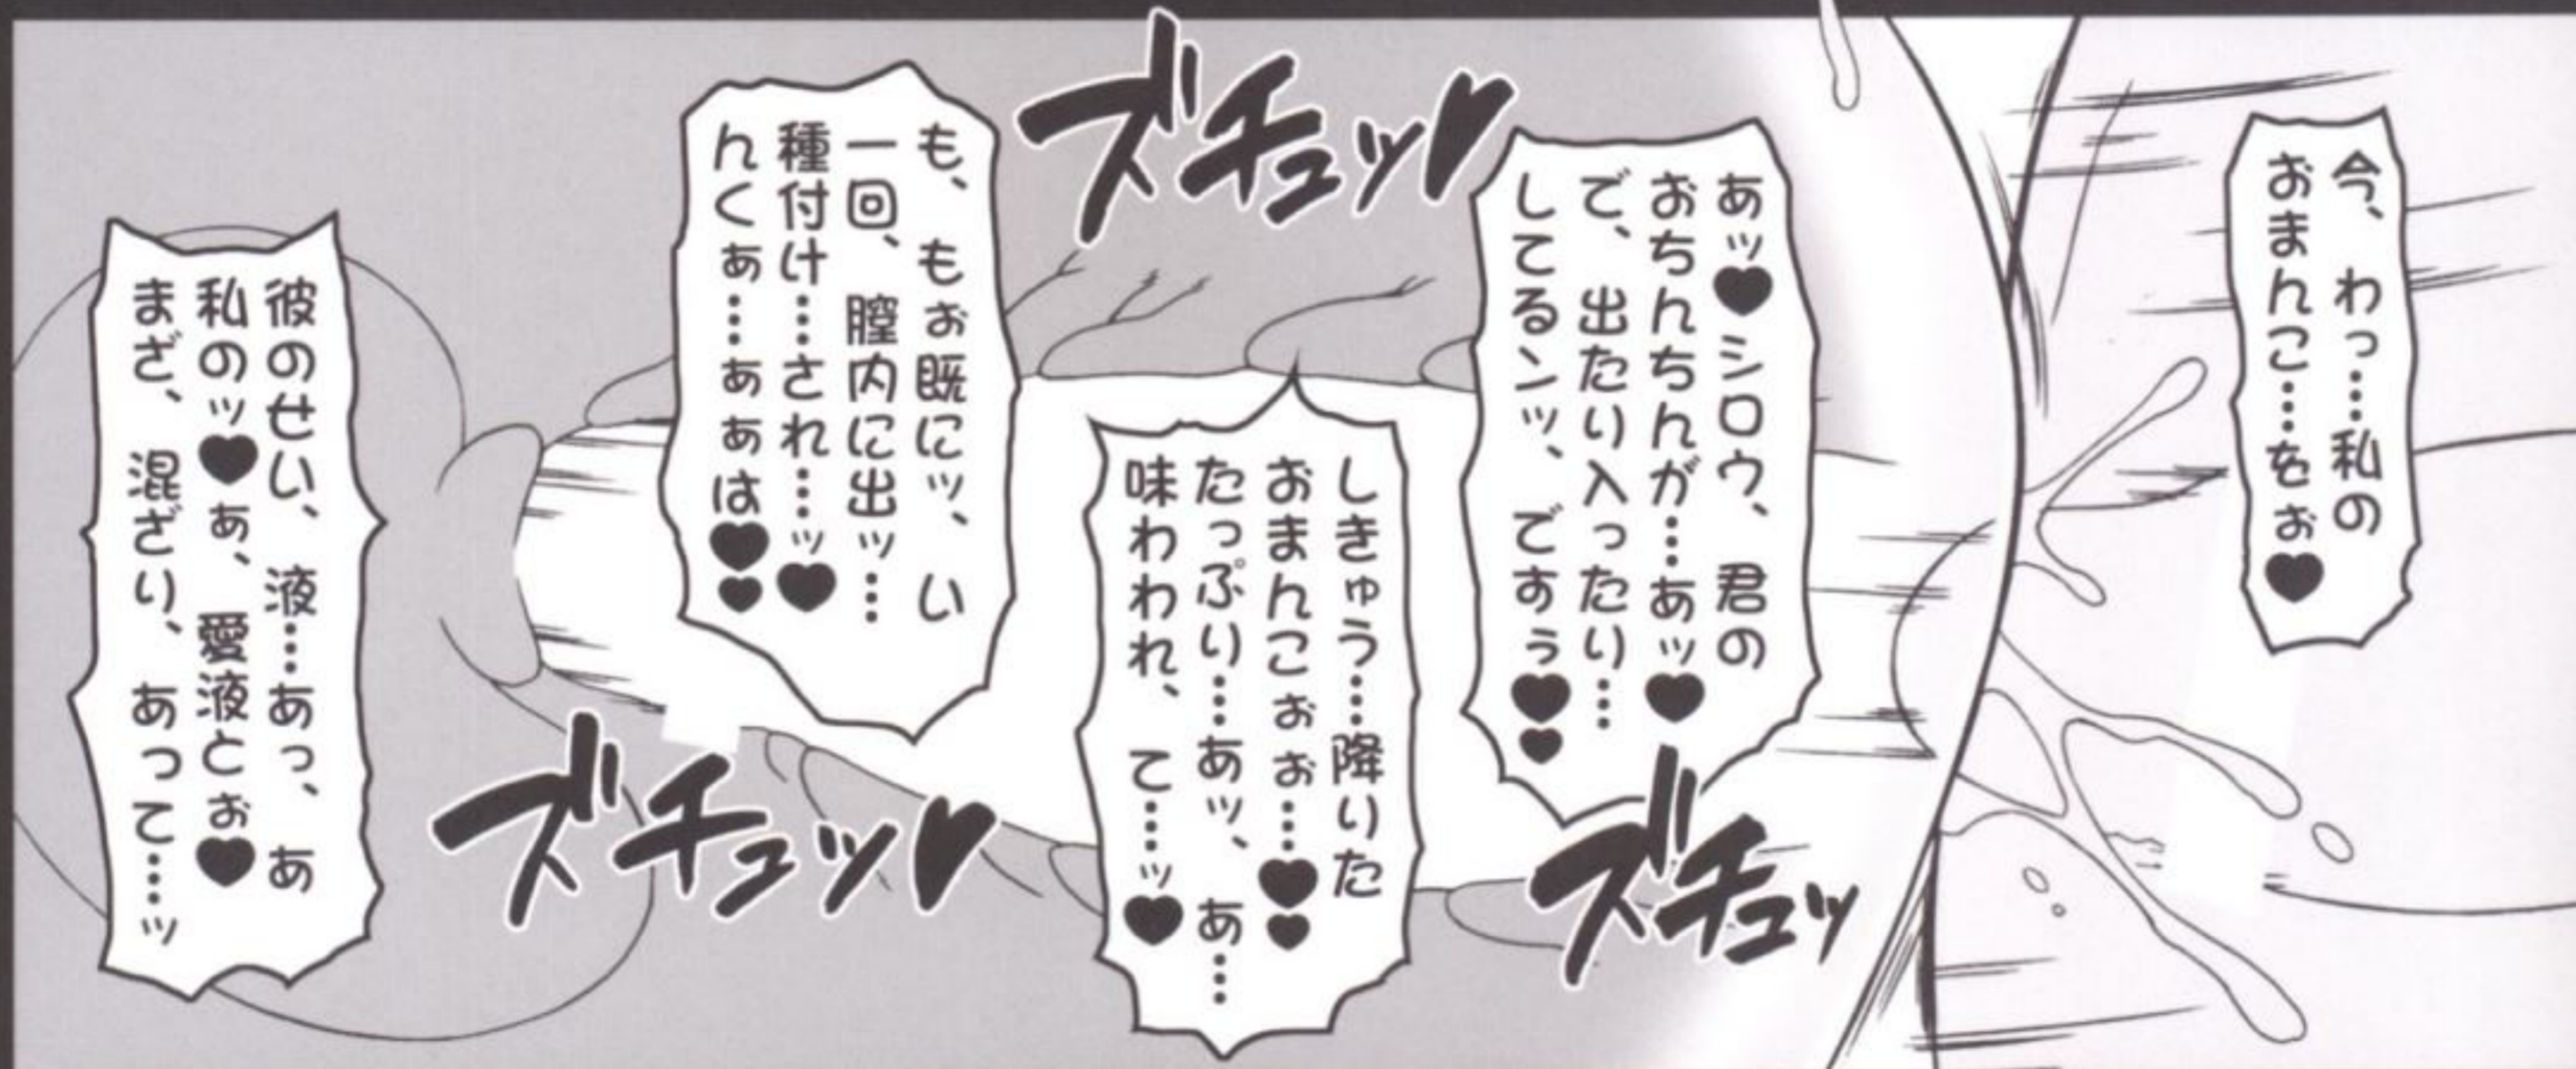 今、わっ…私の
おまんこ…をぉ♥
あッ♥シロウ、君の
おちんちんが…あッ♥
で、出たり入ったり…
してるンッ、ですぅ♥♥
ズチュッ♥
ズチュッ
しきゅう…降りた
おまんこぉぉ…♥♥
たっぷり…あッ、あ…
味わわれ、て…ッ♥
も、もぉ既にッ、い
一回、膣内に出ッ…
種付け…され…ッ♥
んくぁ…ぁぁは♥♥
ズチュッ♥
彼のせい、液…あっ、あ
私のッ♥ぁ、愛液とぉ♥
まざ、混ざり、あって…ッ